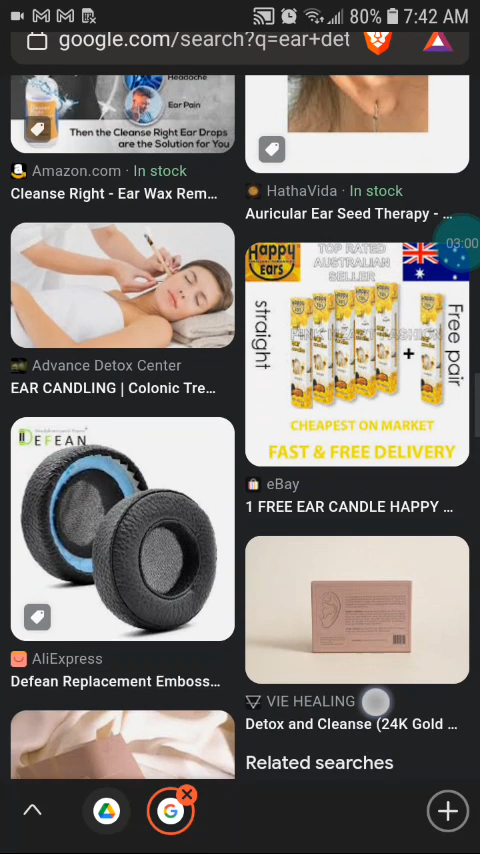 80% 7:42 AM
google.com/search?q=ear+det
Headache
Ear Pain
Then the Cleanse Right Ear Drops
are the Solution for You
Amazon.com · In stock
Cleanse Right - Ear Wax Rem...
HathaVida · In stock
Auricular Ear Seed Therapy - ...
03:00
Happy
Ears
TOP RATED
AUSTRALIAN
SELLER
straight
+
Free pair
CHEAPEST ON MARKET
FAST & FREE DELIVERY
eBay
1 FREE EAR CANDLE HAPPY ...
Advance Detox Center
EAR CANDLING | Colonic Tre...
DEFEAN
AliExpress
Defean Replacement Emboss...
VIE HEALING
Detox and Cleanse (24K Gold ...
Related searches